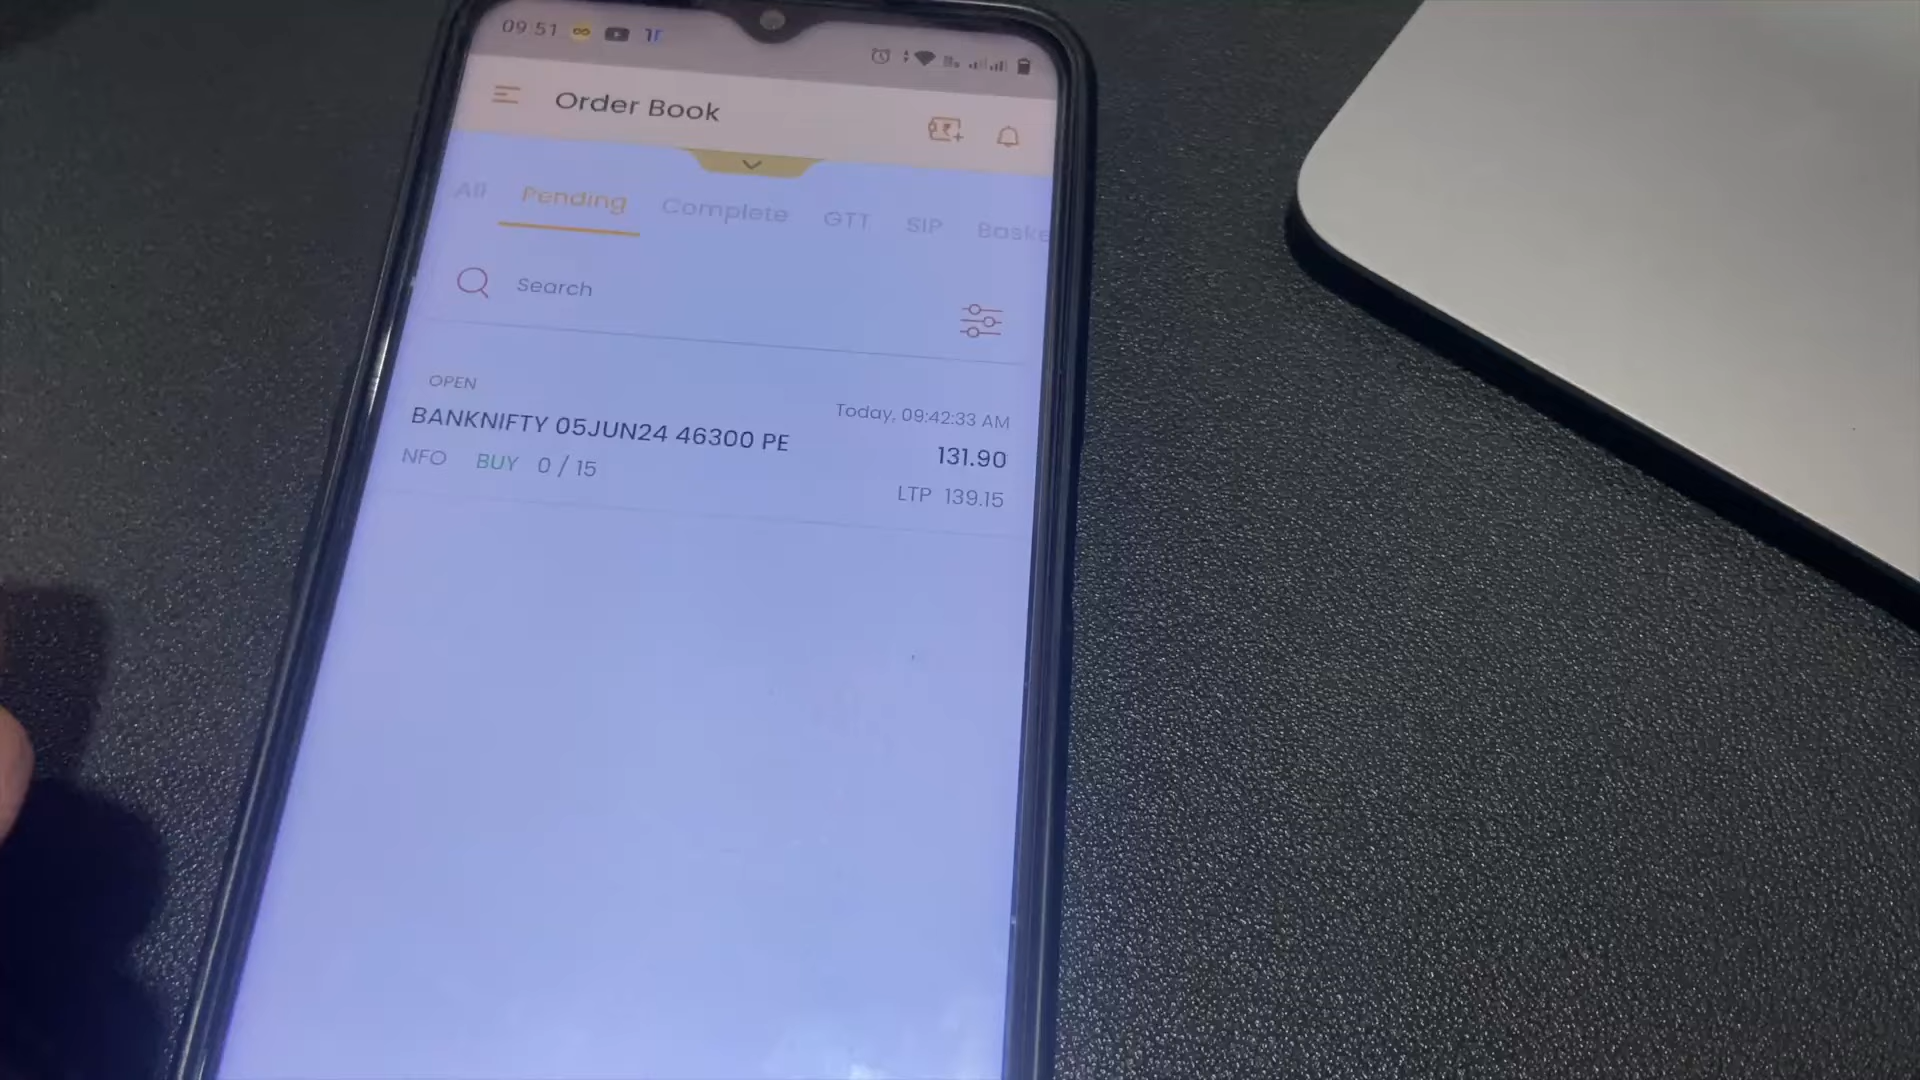 09:51
Order Book
All Pending Complete GTT SIP Baske
Search
OPEN
Today, 09:42:33 AM
BANKNIFTY 05JUN24 46300 PE
131.90
NFO BUY 0 / 15
LTP 139.15